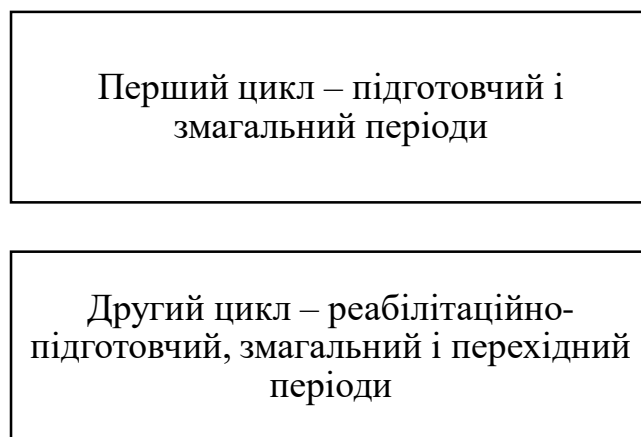 Перший цикл – підготовчий і
змагальний періоди
Другий цикл – реабілітаційно-
підготовчий, змагальний і перехідний
періоди